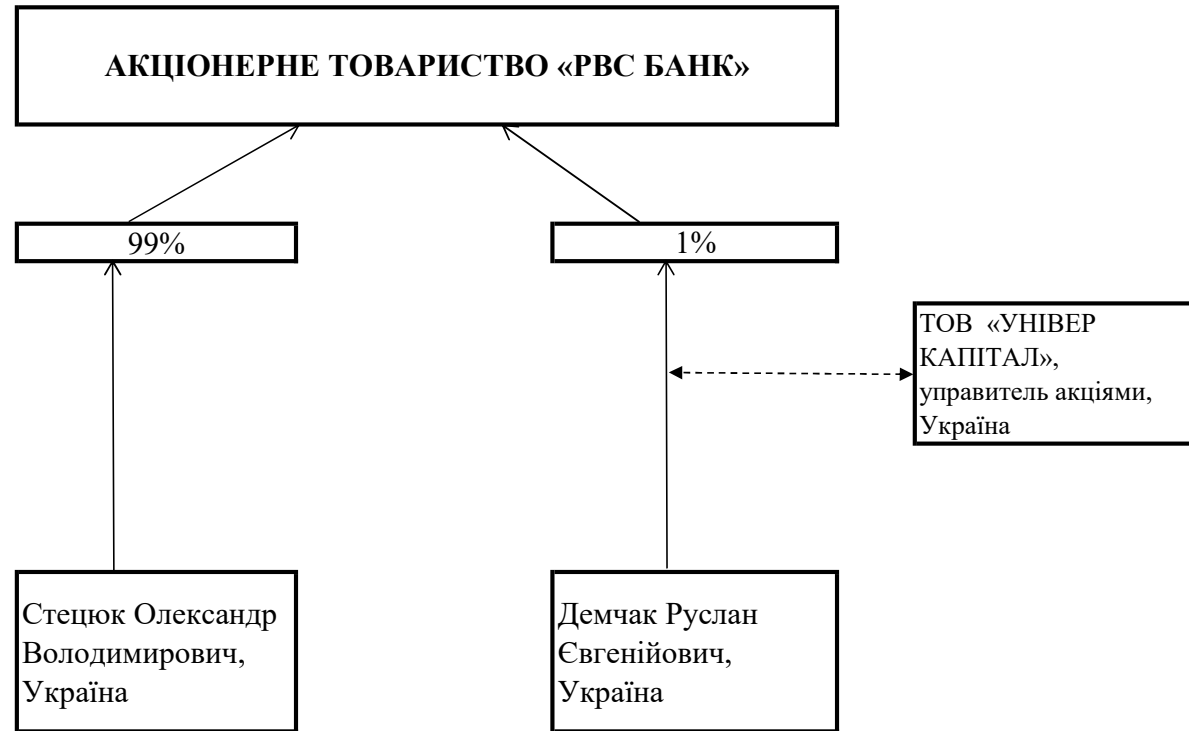 АКЦІОНЕРНЕ ТОВАРИСТВО «РВС БАНК»
99%
1%
ТОВ «УНІВЕР
КАПІТАЛ»,
управитель акціями,
Україна
Стецюк Олександр
Володимирович,
Україна
Демчак Руслан
Євгенійович,
Україна